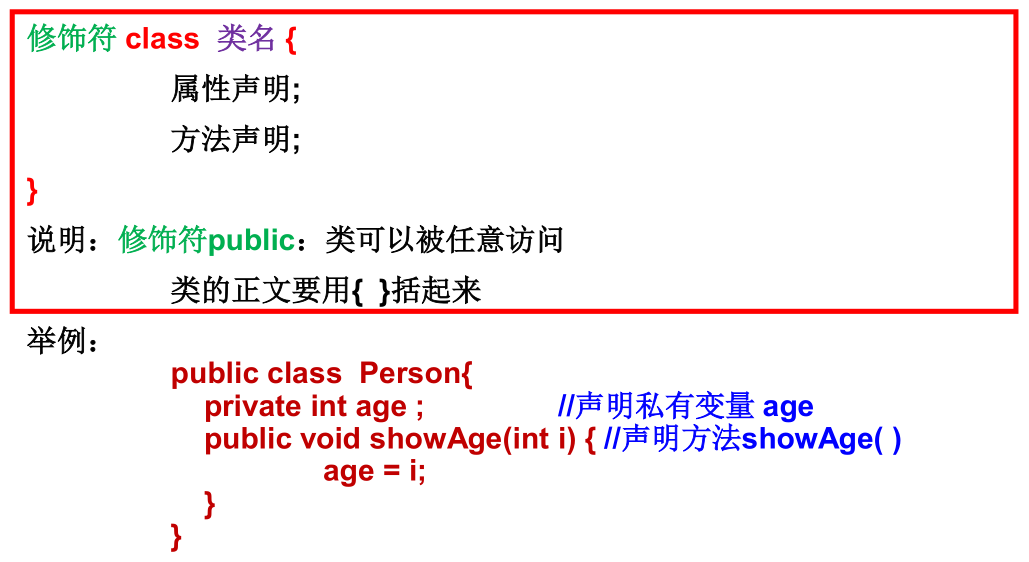 修饰符 class  类名 {
属性声明;
方法声明;
}
说明：修饰符public：类可以被任意访问
类的正文要用{  }括起来
举例：
public class  Person{
private int age ;  //声明私有变量 age
public void showAge(int i) { //声明方法showAge( )
age = i;
}
}